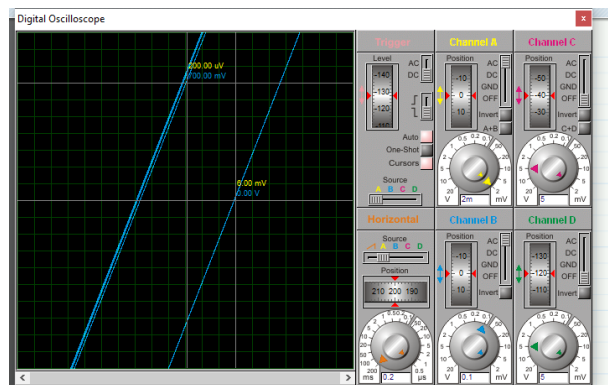 Digital Oscilloscope
x
200.00 uV
700.00 mV
6.00 mV
0.00 V
Trigger
Level
AC
DC
-140
-130
-120
Auto
One-Shot
Cursors
Source
A B C D
Channel A
Position
AC
DC
GND
OFF
Invert
A+B
-10
0
10
V
2m
mV
Channel C
Position
AC
DC
GND
OFF
Invert
C+D
-50
-40
-30
V
5
mV
Horizontal
Source
A B C D
Position
210 200 190
ms
0.2
µs
Channel B
Position
AC
DC
GND
OFF
Invert
-10
0
10
V
0.1
mV
Channel D
Position
AC
DC
GND
OFF
Invert
-130
-120
-110
V
5
mV